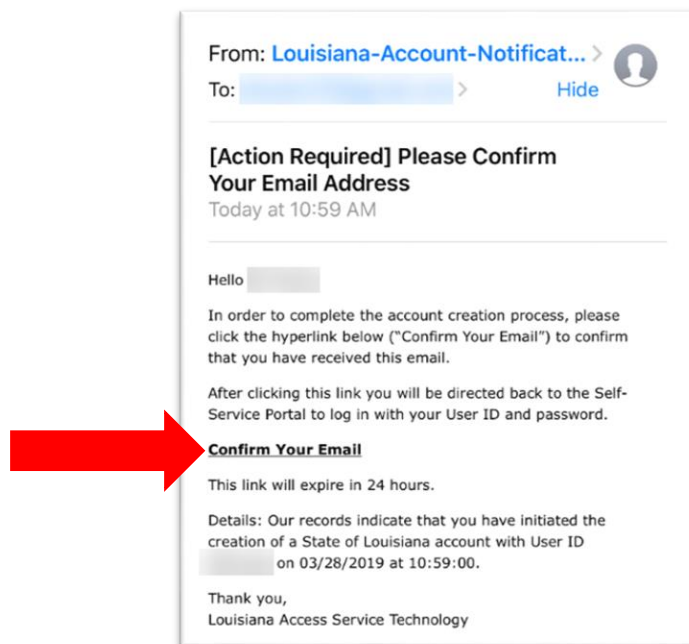 From: Louisiana-Account-Notificat... >
To: >
Hide
[Action Required] Please Confirm
Your Email Address
Today at 10:59 AM
Hello
In order to complete the account creation process, please
click the hyperlink below ("Confirm Your Email") to confirm
that you have received this email.
After clicking this link you will be directed back to the Self-
Service Portal to log in with your User ID and password.
Confirm Your Email
This link will expire in 24 hours.
Details: Our records indicate that you have initiated the
creation of a State of Louisiana account with User ID
on 03/28/2019 at 10:59:00.
Thank you,
Louisiana Access Service Technology